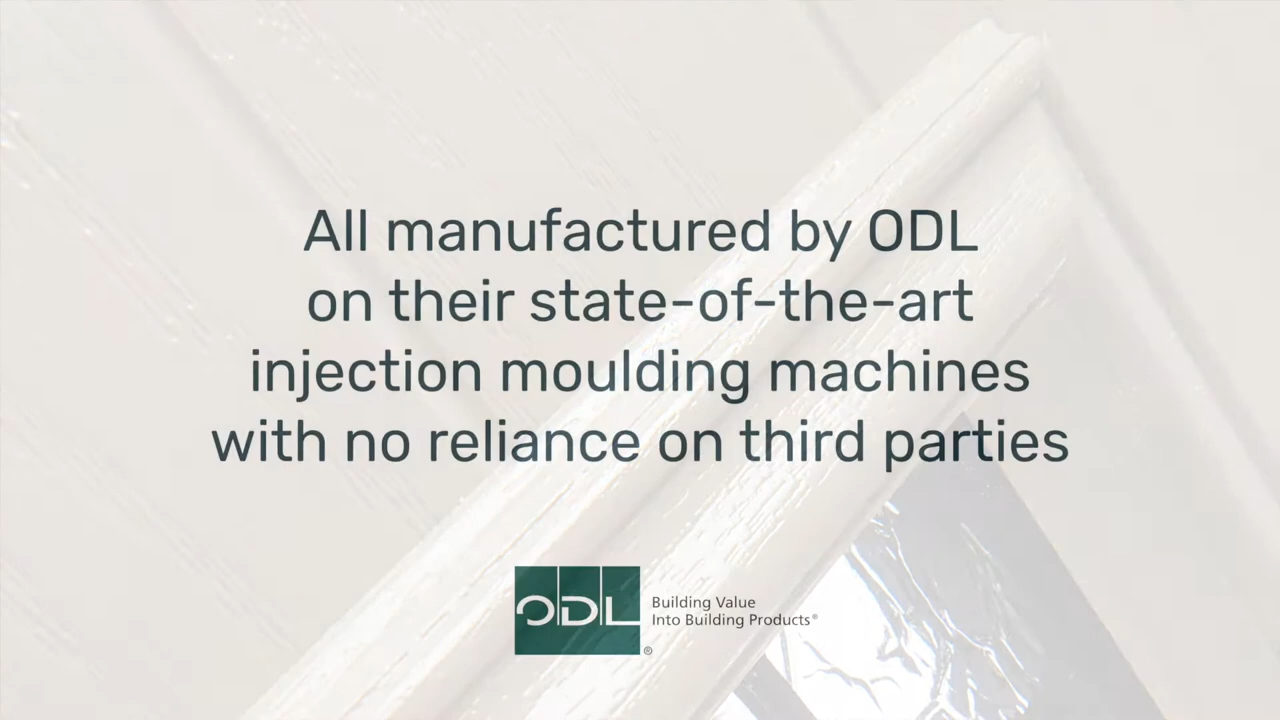 All manufactured by ODL
on their state-of-the-art
injection moulding machines
with no reliance on third parties
ODL
®
Building Value
Into Building Products®